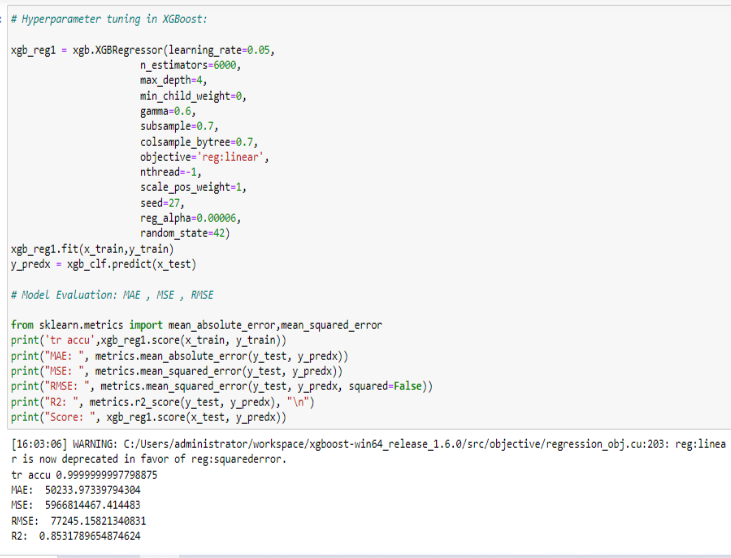 # Hyperparameter tuning in XGBoost:
xgb_reg1 = xgb.XGBRegressor(learning_rate=0.05,
n_estimators=6000,
max_depth=4,
min_child_weight=0,
gamma=0.6,
subsample=0.7,
colsample_bytree=0.7,
objective='reg:linear',
nthread=-1,
scale_pos_weight=1,
seed=27,
reg_alpha=0.00006,
random_state=42)
xgb_reg1.fit(x_train,y_train)
y_predx = xgb_clf.predict(x_test)
# Model Evaluation: MAE , MSE , RMSE
from sklearn.metrics import mean_absolute_error,mean_squared_error
print('tr accu',xgb_reg1.score(x_train, y_train))
print("MAE: ", metrics.mean_absolute_error(y_test, y_predx))
print("MSE: ", metrics.mean_squared_error(y_test, y_predx))
print("RMSE: ", metrics.mean_squared_error(y_test, y_predx, squared=False))
print("R2: ", metrics.r2_score(y_test, y_predx), "\n")
print("Score: ", xgb_reg1.score(x_test, y_predx))
[16:03:06] WARNING: C:/Users/administrator/workspace/xgboost-win64_release_1.6.0/src/objective/regression_obj.cu:203: reg:linea
r is now deprecated in favor of reg:squarederror.
tr accu 0.9999999997798875
MAE:  50233.97339794304
MSE:  5966814467.414483
RMSE:  77245.15821340831
R2:  0.8531789654874624